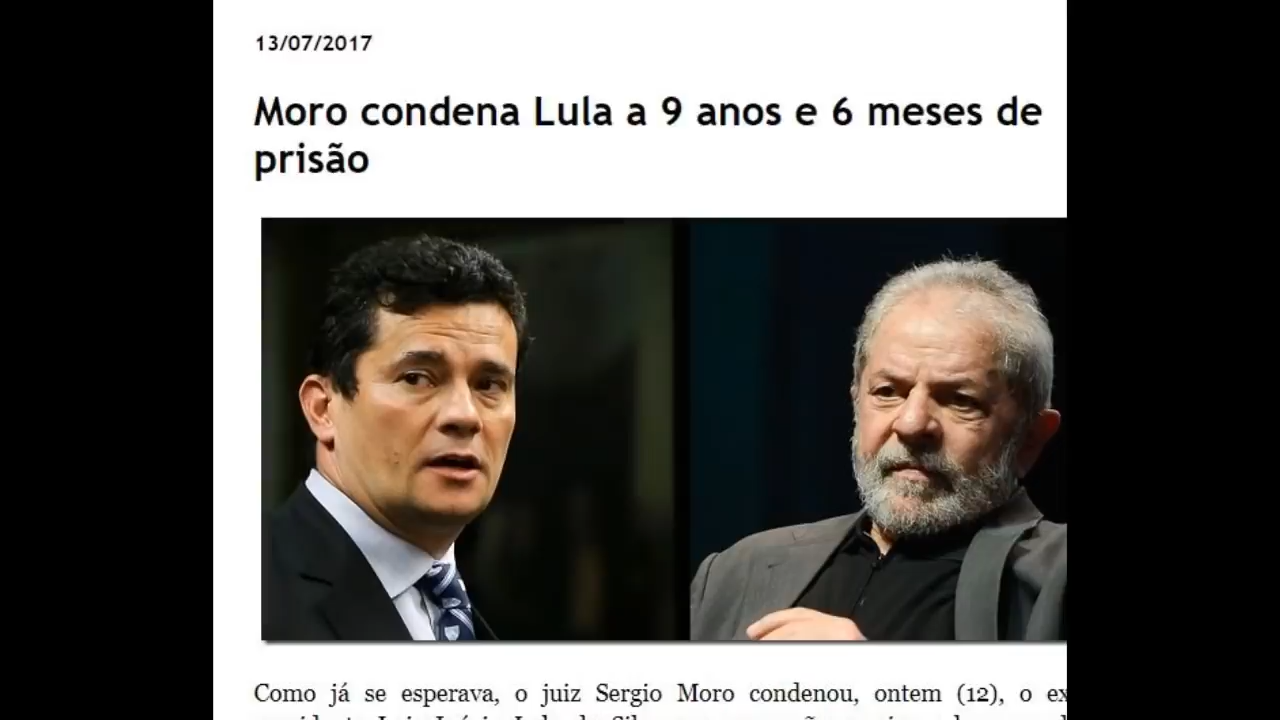 13/07/2017
Moro condena Lula a 9 anos e 6 meses de
prisão
Como já se esperava, o juiz Sergio Moro condenou, ontem (12), o ex